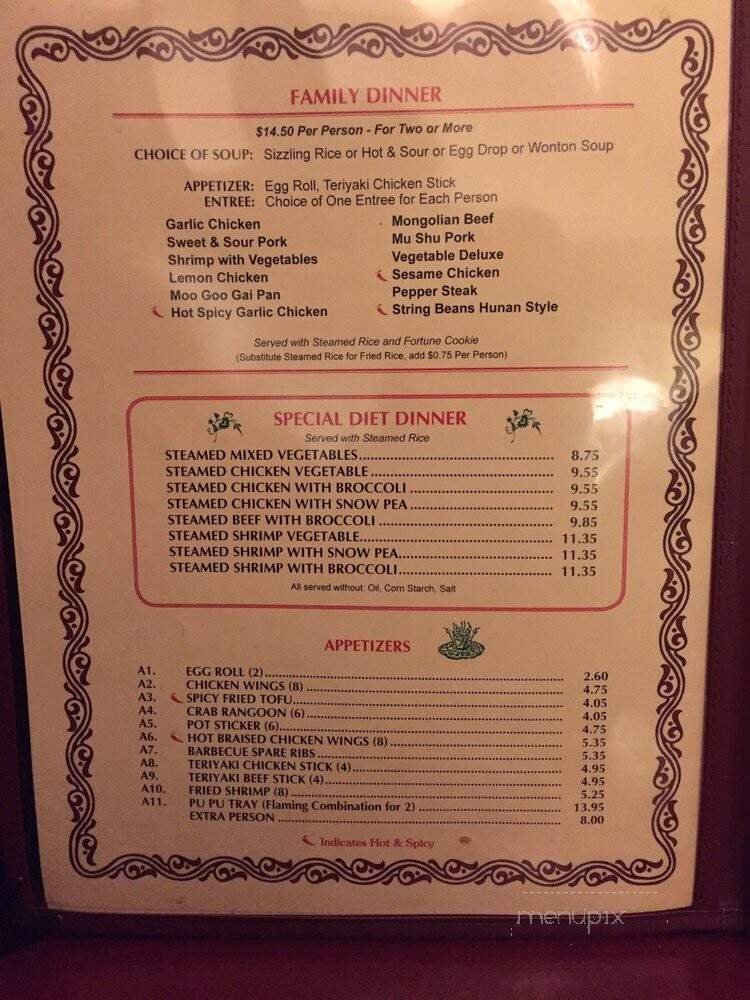 FAMILY DINNER
$14.50 Per Person - For Two or More
CHOICE OF SOUP: Sizzling Rice or Hot & Sour or Egg Drop or Wonton Soup
APPETIZER: Egg Roll, Teriyaki Chicken Stick
ENTREE: Choice of One Entree for Each Person
Garlic Chicken
Sweet & Sour Pork
Shrimp with Vegetables
Lemon Chicken
Moo Goo Gai Pan
Hot Spicy Garlic Chicken
Mongolian Beef
Mu Shu Pork
Vegetable Deluxe
Sesame Chicken
Pepper Steak
String Beans Hunan Style
Served with Steamed Rice and Fortune Cookie
(Substitute Steamed Rice for Fried Rice, add $0.75 Per Person)
SPECIAL DIET DINNER
Served with Steamed Rice
STEAMED MIXED VEGETABLES 8.75
STEAMED CHICKEN VEGETABLE 9.55
STEAMED CHICKEN WITH BROCCOLI 9.55
STEAMED CHICKEN WITH SNOW PEA 9.55
STEAMED BEEF WITH BROCCOLI 9.85
STEAMED SHRIMP VEGETABLE 11.35
STEAMED SHRIMP WITH SNOW PEA 11.35
STEAMED SHRIMP WITH BROCCOLI 11.35
All served without: Oil, Corn Starch, Salt
APPETIZERS
A1. EGG ROLL (2) 2.60
A2. CHICKEN WINGS (8) 4.75
A3. SPICY FRIED TOFU 4.05
A4. CRAB RANGOON (6) 4.05
A5. POT STICKER (6) 4.75
A6. HOT BRAISED CHICKEN WINGS (8) 5.35
A7. BARBECUE SPARE RIBS 5.35
A8. TERIYAKI CHICKEN STICK (4) 4.95
A9. TERIYAKI BEEF STICK (4) 4.95
A10. FRIED SHRIMP (8) 5.25
A11. PU PU TRAY (Flaming Combination for 2) 13.95
EXTRA PERSON 8.00
Indicates Hot & Spicy
menupix